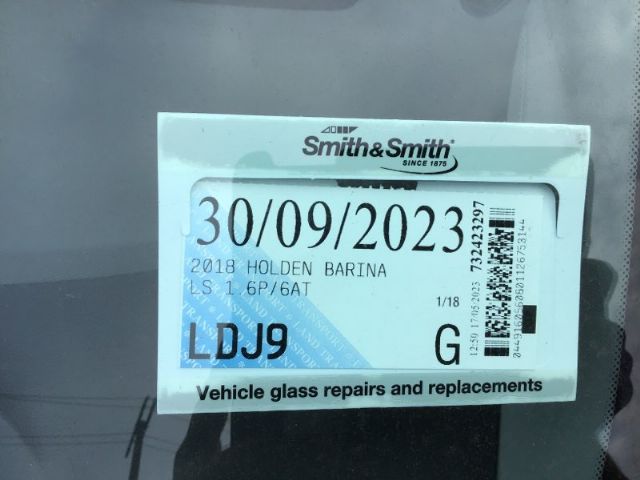 Smith&Smith
SINCE 1875
30/09/2023
2018 HOLDEN BARINA
LS 1.6P/6AT
1/18
LDJ9
G
12:50 17/05/2023 732423297
Vehicle glass repairs and replacements